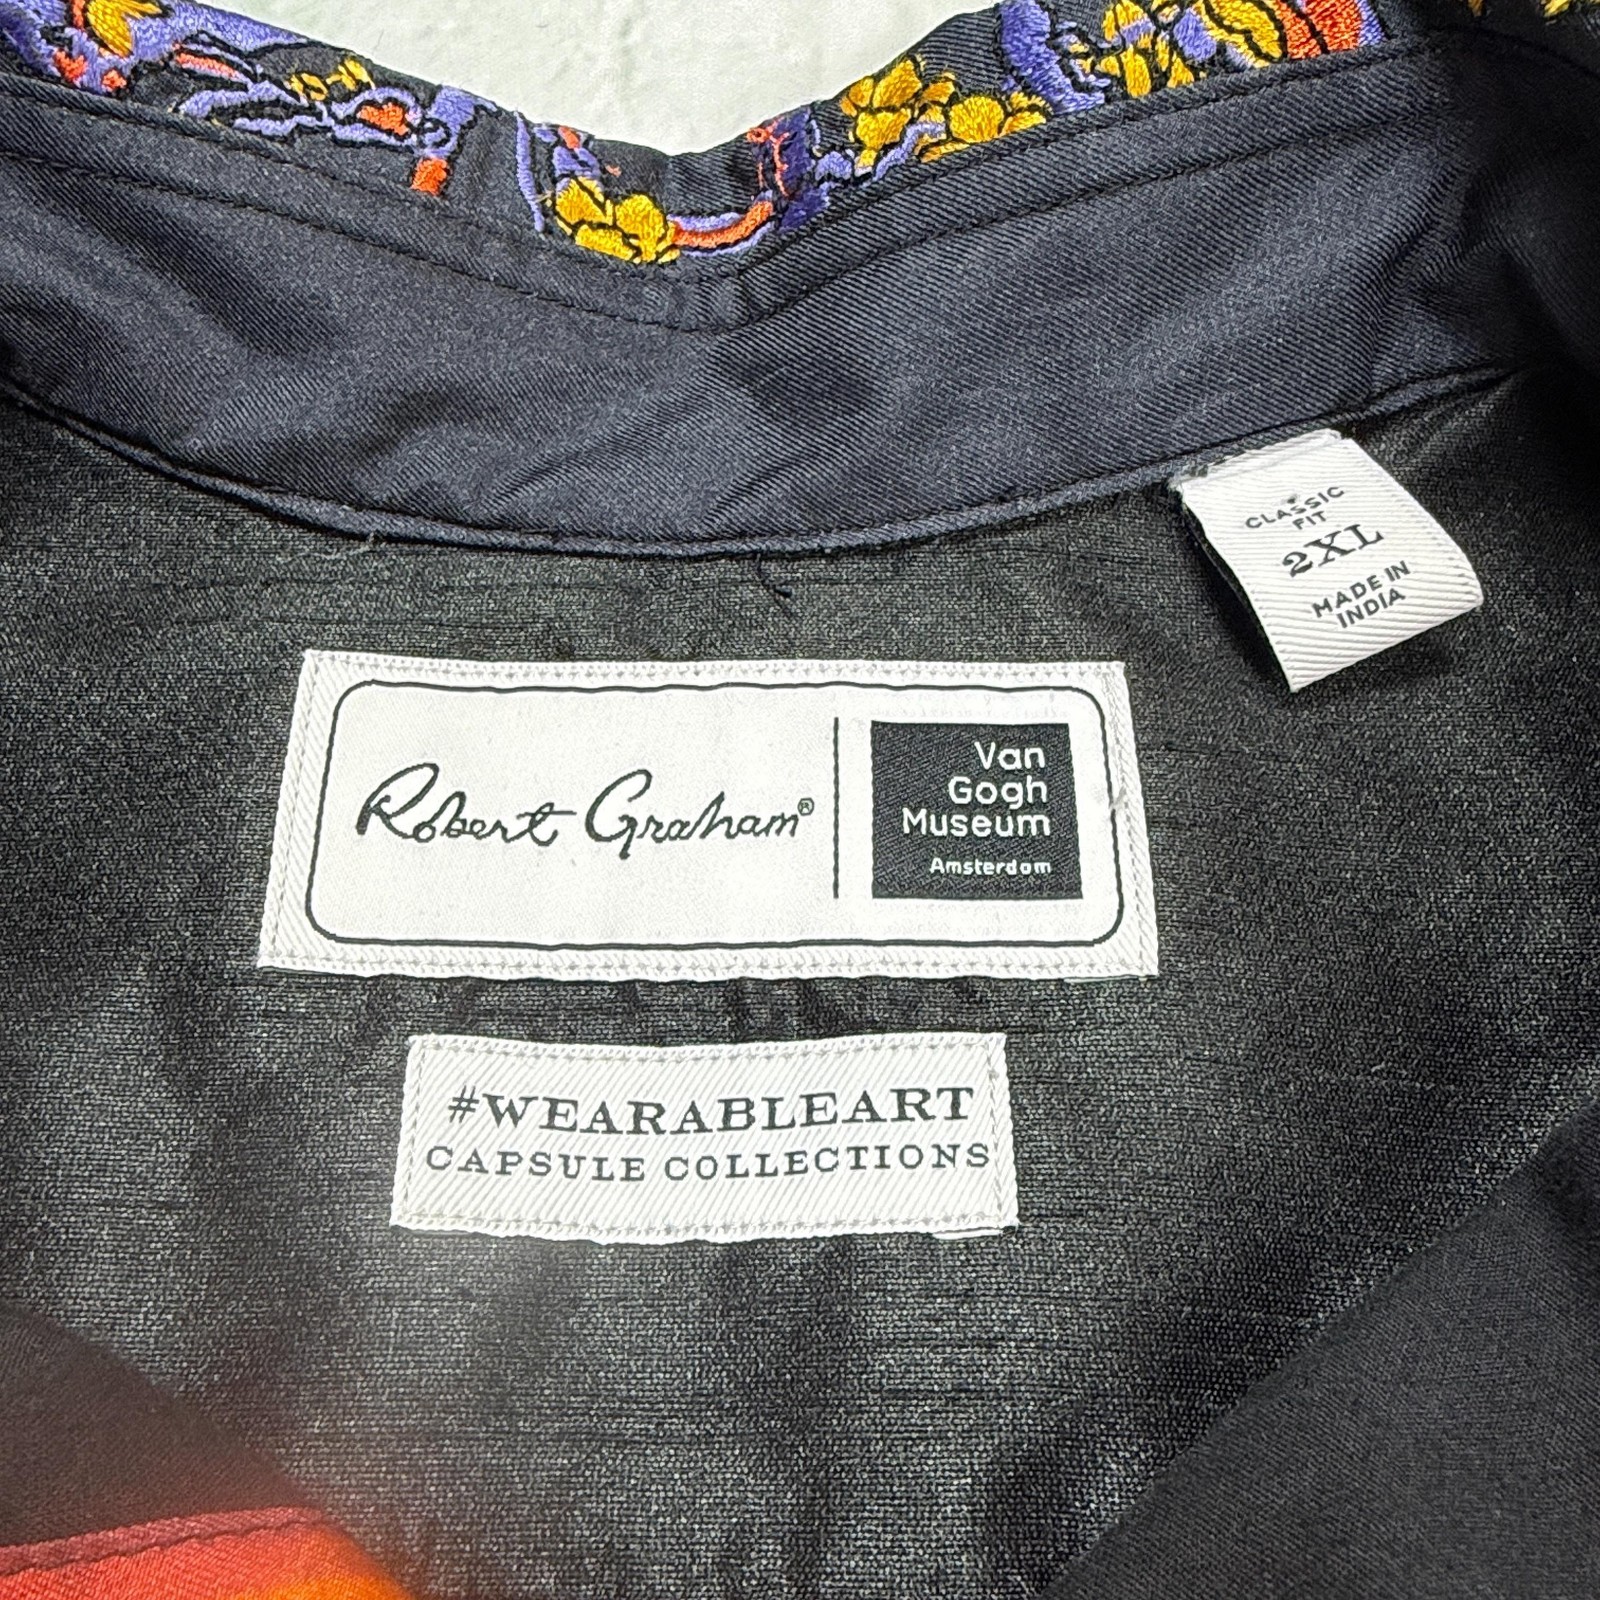 CLASSIC
FIT
2XL
MADE IN
INDIA
Robert Graham®
Van
Gogh
Museum
Amsterdam
#WEARABLEART
CAPSULE COLLECTIONS